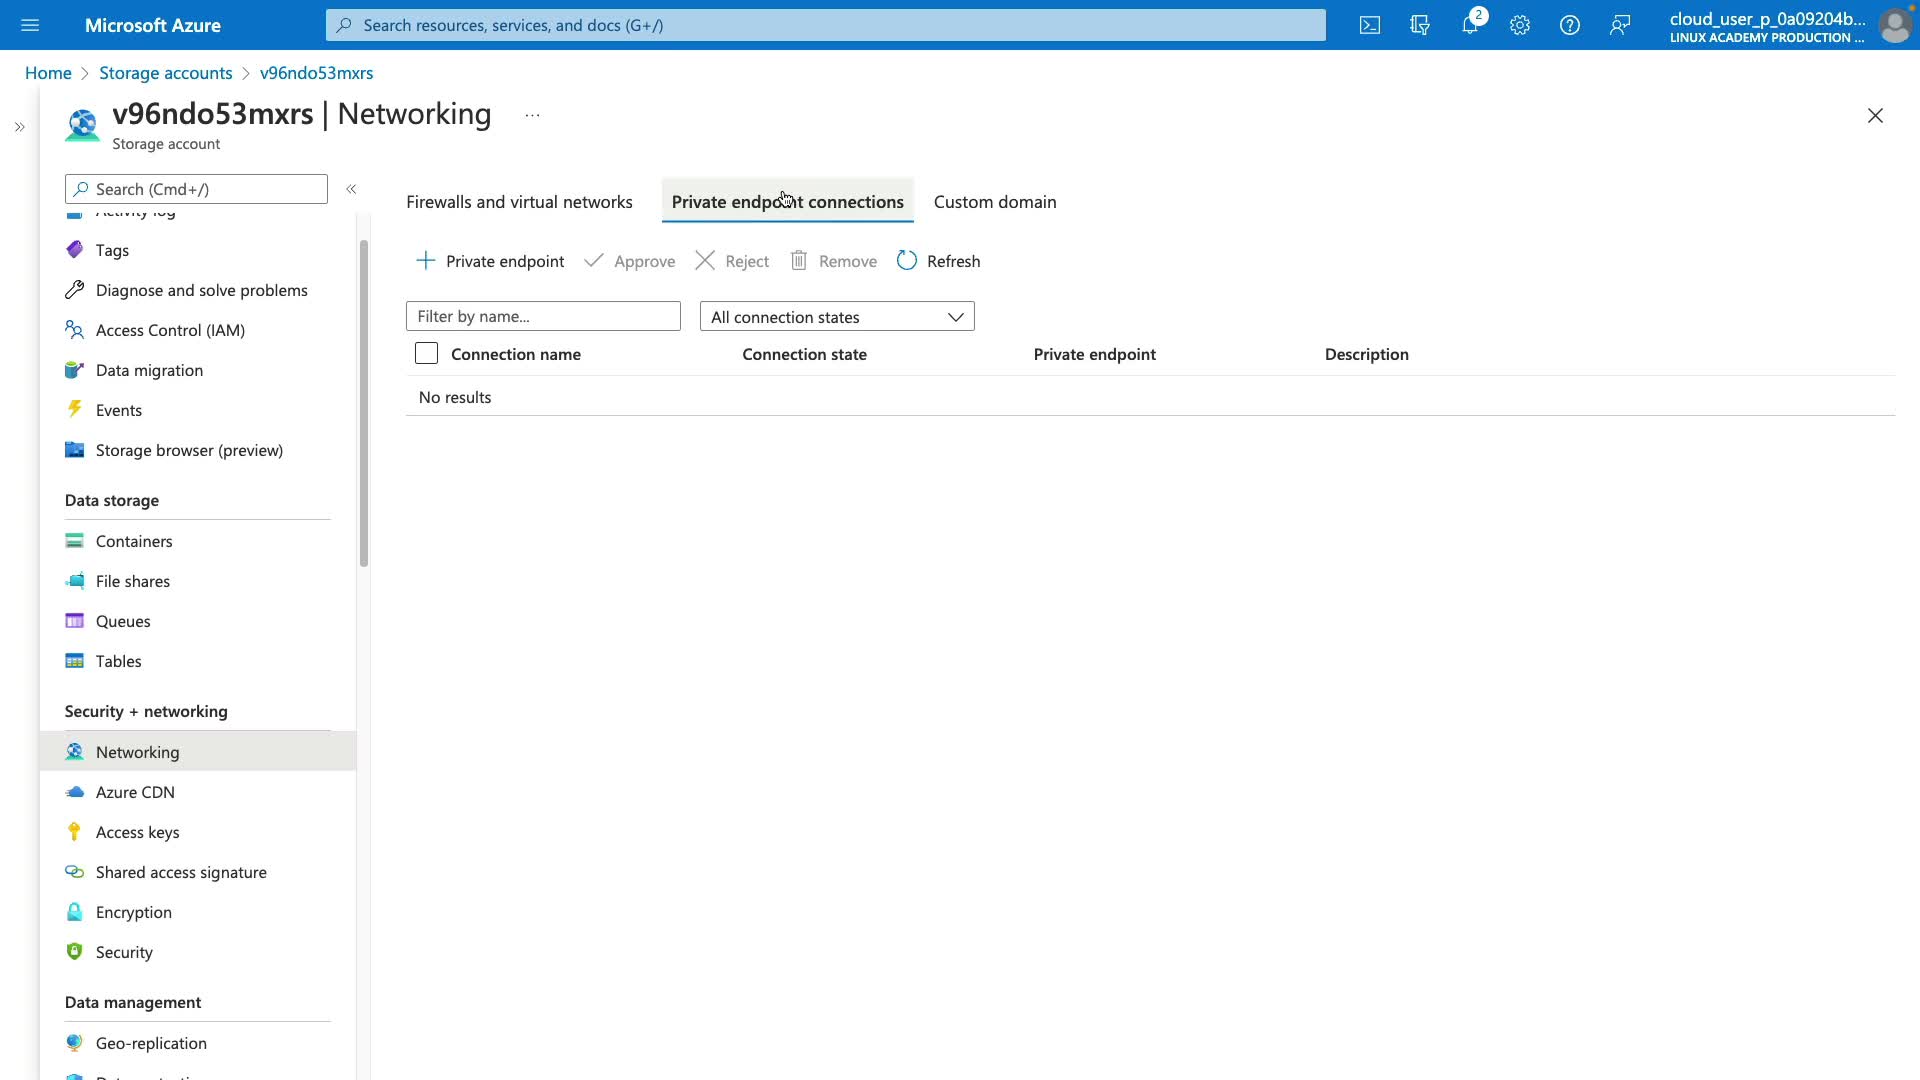 Microsoft Azure
Search resources, services, and docs (G+/)
2
cloud_user_p_0a09204b...
LINUX ACADEMY PRODUCTION ...
Home > Storage accounts > v96ndo53mxrs
v96ndo53mxrs | Networking ...
Storage account
Search (Cmd+/)
Activity log
Tags
Diagnose and solve problems
Access Control (IAM)
Data migration
Events
Storage browser (preview)
Data storage
Containers
File shares
Queues
Tables
Security + networking
Networking
Azure CDN
Access keys
Shared access signature
Encryption
Security
Data management
Geo-replication
Firewalls and virtual networks Private endpoint connections Custom domain
Private endpoint Approve Reject Remove Refresh
Filter by name... All connection states
Connection name Connection state Private endpoint Description
No results